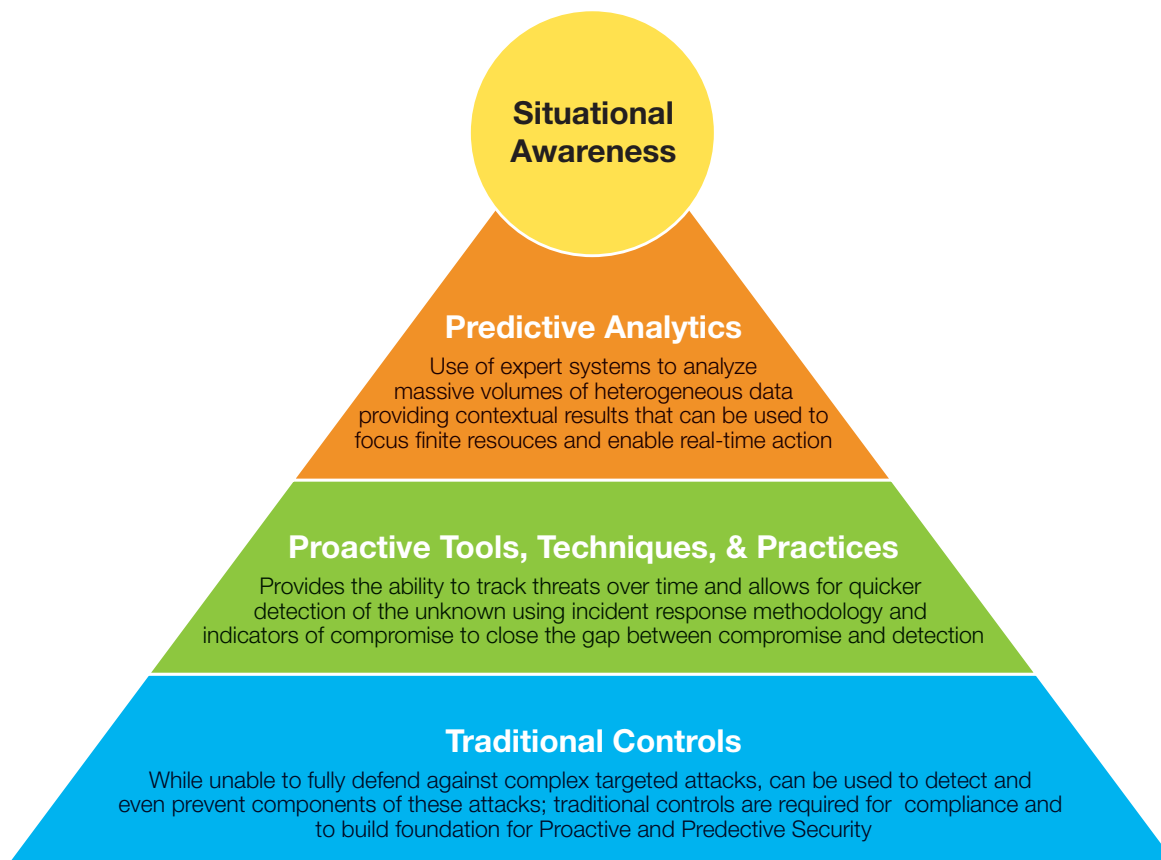 Situational
Awareness
Predictive Analytics
Use of expert systems to analyze
massive volumes of heterogeneous data
providing contextual results that can be used to
focus finite resouces and enable real-time action
Proactive Tools, Techniques, & Practices
Provides the ability to track threats over time and allows for quicker
detection of the unknown using incident response methodology and
indicators of compromise to close the gap between compromise and detection
Traditional Controls
While unable to fully defend against complex targeted attacks, can be used to detect and
even prevent components of these attacks; traditional controls are required for  compliance and
to build foundation for Proactive and Predective Security